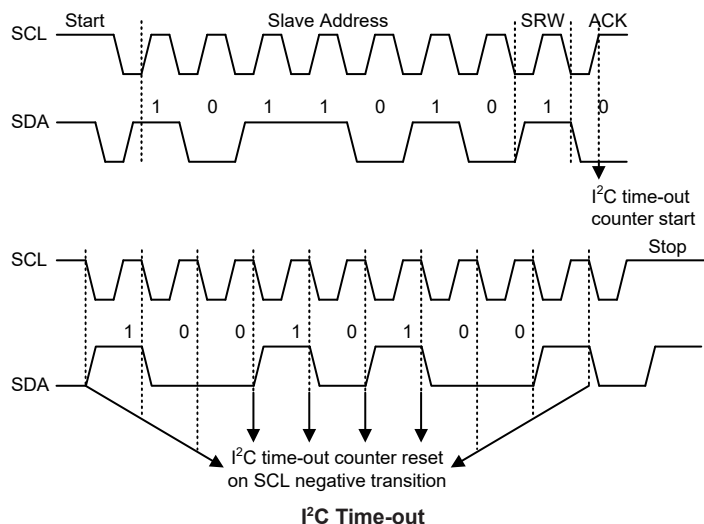 Start Slave Address SRW ACK
SCL
1 0 1 1 0 1 0 1 0
SDA
I²C time-out
counter start
Stop
SCL
1 0 0 1 0 1 0 0
SDA
I²C time-out counter reset
on SCL negative transition
I²C Time-out